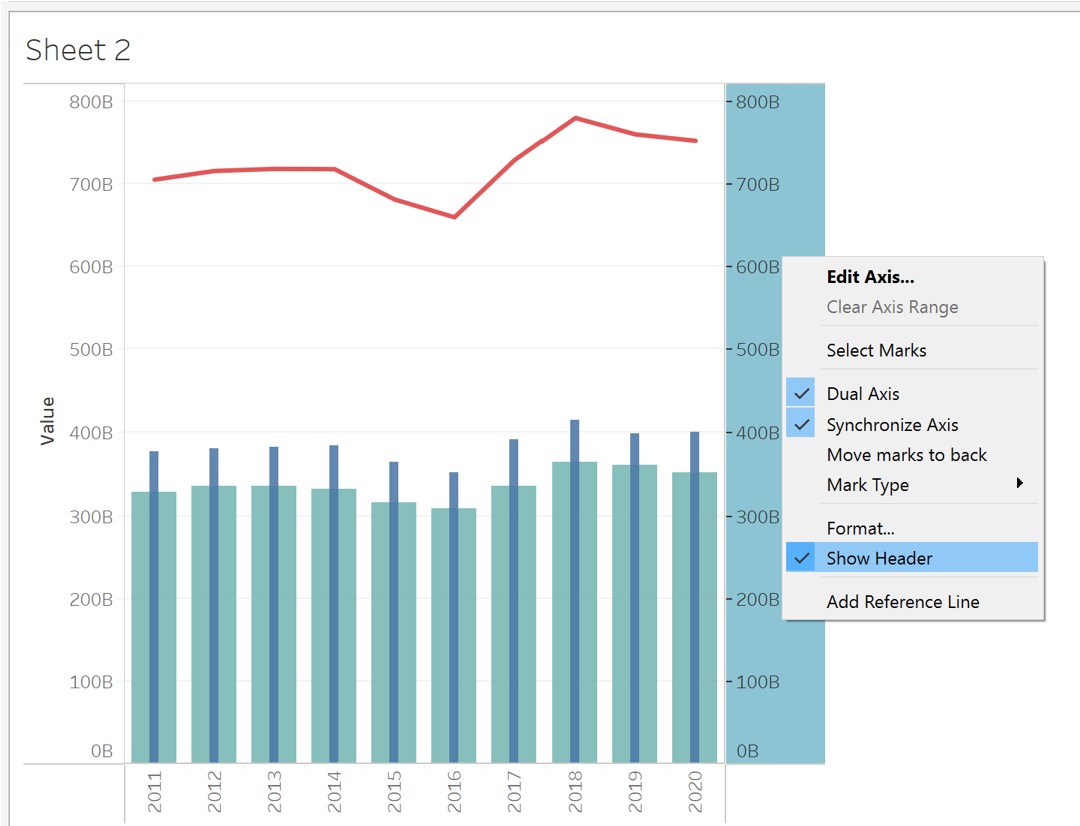 Sheet 2
800B
700B
600B
500B
400B
300B
200B
100B
0B
Value
800B
700B
600B
500B
400B
300B
200B
100B
0B
2011
2012
2013
2014
2015
2016
2017
2018
2019
2020
Edit Axis...
Clear Axis Range
Select Marks
Dual Axis
Synchronize Axis
Move marks to back
Mark Type
Format...
Show Header
Add Reference Line